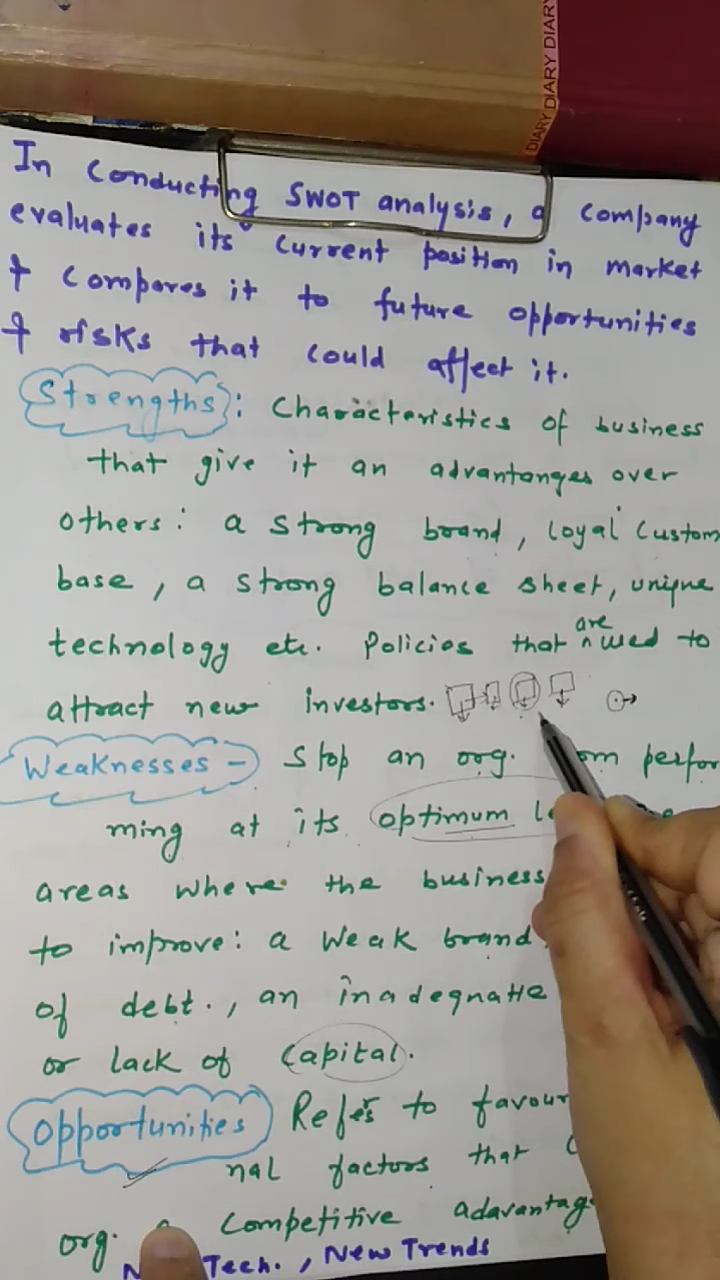 DIARY DIARY DIARY
In Conducting SWOT analysis, a company
evaluates its current position in market
& Compares it to future opportunities
& risks that could affect it.
Strengths: Characteristics of business
that give it an advantanges over
others: a strong brand, loyal Custom
base, a strong balance sheet, unique
technology etc. Policies that are used to
attract new investors.
Weaknesses - Stop an org. om perfor
ming at its optimum l
areas where the business
to improve: a Weak brand
of debt., an inadequatte
or lack of Capital.
Opportunities Refers to favour
nal factors that
org. a Competitive adavantag
Tech., New Trends